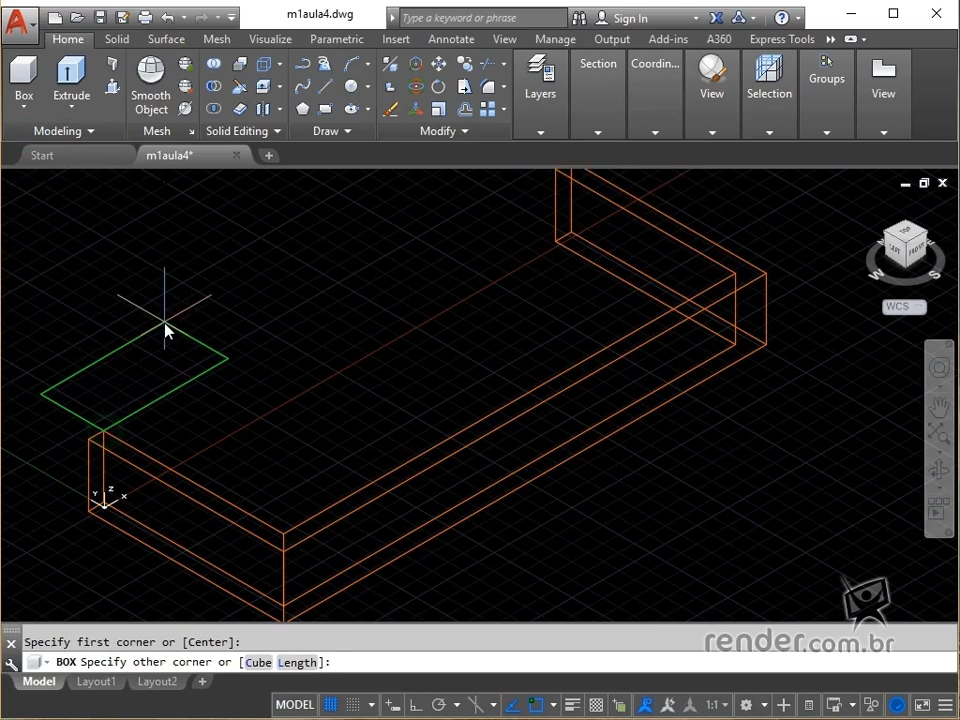 m1aula4.dwg
Type a keyword or phrase
Sign In
Home Solid Surface Mesh Visualize Parametric Insert Annotate View Manage Output Add-ins A360 Express Tools
Box
Extrude
Smooth
Object
Layers
Section
Coordin...
View
Selection
Groups
View
Modeling
Mesh
Solid Editing
Draw
Modify
Start
m1aula4*
TOP
LEFT
FRONT
W
S
WCS
Y
Z
X
render.com.br
Specify first corner or [Center]:
BOX Specify other corner or [Cube Length]:
Model Layout1 Layout2
MODEL
1:1